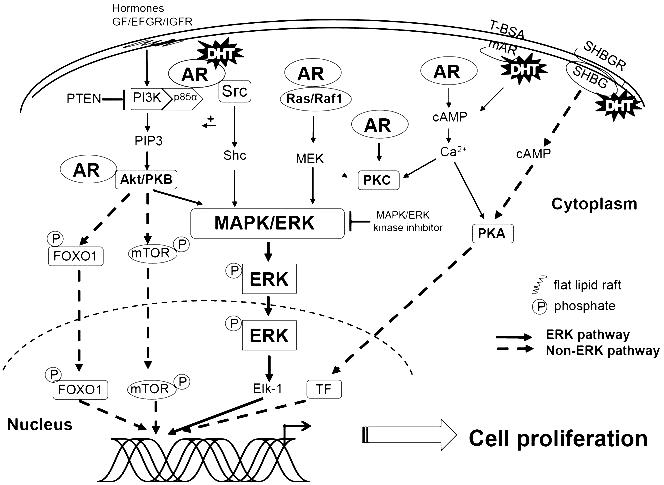 Hormones
GF/EFGR/IGFR
T-BSA
mAR
SHBGR
SHBG
DHT
DHT
DHT
AR
AR
AR
AR
AR
PTEN
PI3K
p85α
Src
Ras/Raf1
cAMP
±
PIP3
Shc
MEK
PKC
Ca2+
cAMP
Akt/PKB
MAPK/ERK
MAPK/ERK
kinase inhibitor
PKA
Cytoplasm
P
FOXO1
mTOR
P
P
ERK
flat lipid raft
P
phosphate
P
ERK
ERK pathway
Non-ERK pathway
P
FOXO1
mTOR
P
Elk-1
TF
Nucleus
Cell proliferation